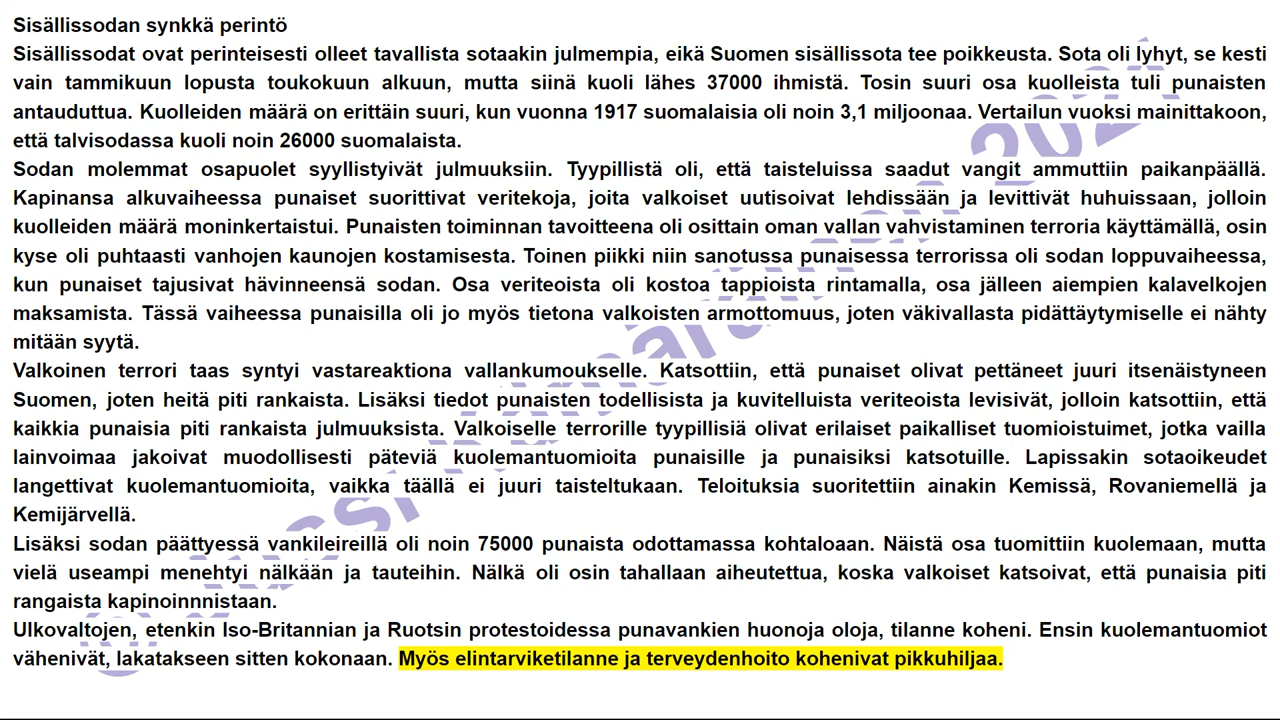 Sisällissodan synkkä perintö
Sisällissodat ovat perinteisesti olleet tavallista sotaakin julmempia, eikä Suomen sisällissota tee poikkeusta. Sota oli lyhyt, se kesti
vain tammikuun lopusta toukokuun alkuun, mutta siinä kuoli lähes 37000 ihmistä. Tosin suuri osa kuolleista tuli punaisten
antauduttua. Kuolleiden määrä on erittäin suuri, kun vuonna 1917 suomalaisia oli noin 3,1 miljoonaa. Vertailun vuoksi mainittakoon,
että talvisodassa kuoli noin 26000 suomalaista.
Sodan molemmat osapuolet syyllistyivät julmuuksiin. Tyypillistä oli, että taisteluissa saadut vangit ammuttiin paikanpäällä.
Kapinansa alkuvaiheessa punaiset suorittivat veritekoja, joita valkoiset uutisoivat lehdissään ja levittivät huhuissaan, jolloin
kuolleiden määrä moninkertaistui. Punaisten toiminnan tavoitteena oli osittain oman vallan vahvistaminen terroria käyttämällä, osin
kyse oli puhtaasti vanhojen kaunojen kostamisesta. Toinen piikki niin sanotussa punaisessa terrorissa oli sodan loppuvaiheessa,
kun punaiset tajusivat hävinneensä sodan. Osa veriteoista oli kostoa tappioista rintamalla, osa jälleen aiempien kalavelkojen
maksamista. Tässä vaiheessa punaisilla oli jo myös tietona valkoisten armottomuus, joten väkivallasta pidättäytymiselle ei nähty
mitään syytä.
Valkoinen terrori taas syntyi vastareaktiona vallankumoukselle. Katsottiin, että punaiset olivat pettäneet juuri itsenäistyneen
Suomen, joten heitä piti rankaista. Lisäksi tiedot punaisten todellisista ja kuvitelluista veriteoista levisivät, jolloin katsottiin, että
kaikkia punaisia piti rankaista julmuuksista. Valkoiselle terrorille tyypillisiä olivat erilaiset paikalliset tuomioistuimet, jotka vailla
lainvoimaa jakoivat muodollisesti päteviä kuolemantuomioita punaisille ja punaisiksi katsotuille. Lapissakin sotaoikeudet
langettivat kuolemantuomioita, vaikka täällä ei juuri taisteltukaan. Teloituksia suoritettiin ainakin Kemissä, Rovaniemellä ja
Kemijärvellä.
Lisäksi sodan päättyessä vankileireillä oli noin 75000 punaista odottamassa kohtaloaan. Näistä osa tuomittiin kuolemaan, mutta
vielä useampi menehtyi nälkään ja tauteihin. Nälkä oli osin tahallaan aiheutettua, koska valkoiset katsoivat, että punaisia piti
rangaista kapinoinnnistaan.
Ulkovaltojen, etenkin Iso-Britannian ja Ruotsin protestoidessa punavankien huonoja oloja, tilanne koheni. Ensin kuolemantuomiot
vähenivät, lakatakseen sitten kokonaan. Myös elintarviketilanne ja terveydenhoito kohenivat pikkuhiljaa.